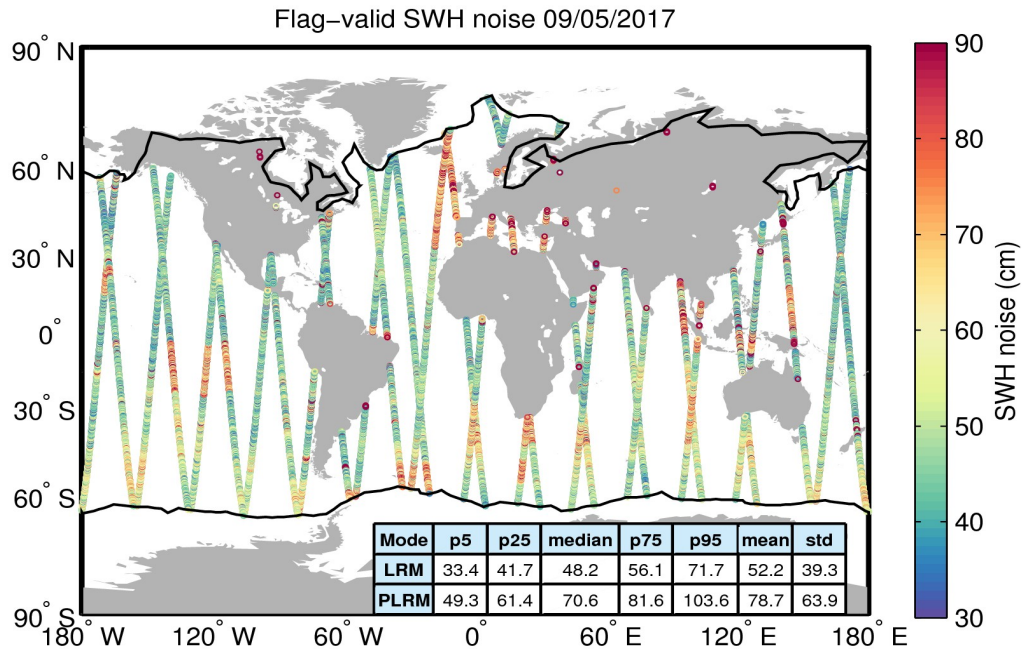 Flag−valid SWH noise 09/05/2017
90° N
60° N
30° N
0°
30° S
60° S
90° S
180° W
120° W
60° W
0°
60° E
120° E
180° E
Mode p5 p25 median p75 p95 mean std
LRM 33.4 41.7 48.2 56.1 71.7 52.2 39.3
PLRM 49.3 61.4 70.6 81.6 103.6 78.7 63.9
90
80
70
60
50
40
30
SWH noise (cm)